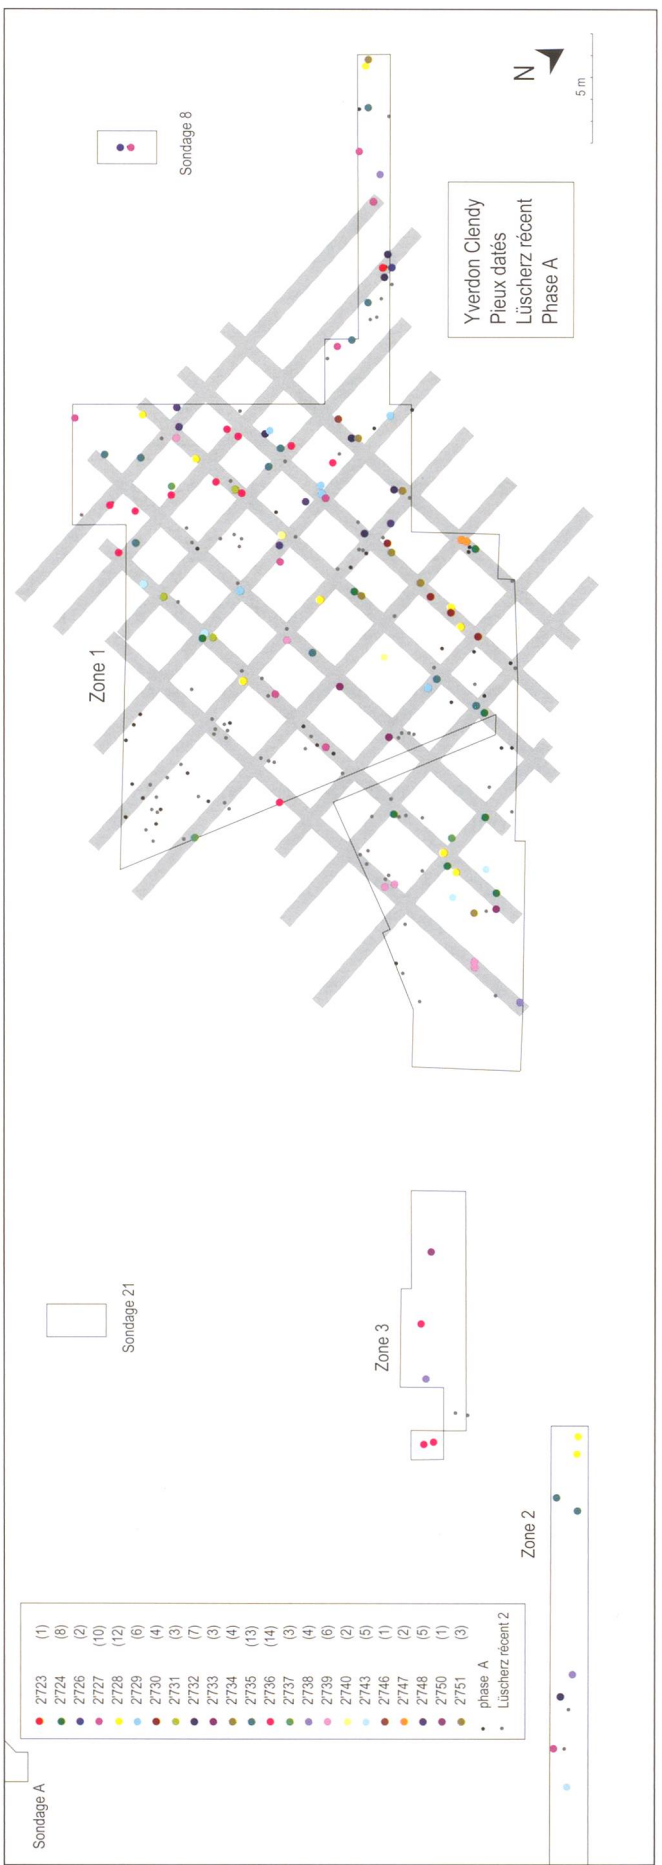 Sondage A
2'723 (1)
2'724 (8)
2'726 (2)
2'727 (10)
2'728 (12)
2'729 (6)
2'730 (4)
2'731 (3)
2'732 (7)
2'733 (3)
2'734 (4)
2'735 (13)
2'736 (14)
2'737 (3)
2'738 (4)
2'739 (6)
2'740 (2)
2'743 (5)
2'746 (1)
2'747 (2)
2'748 (5)
2'750 (1)
2'751 (3)
phase A
Lüscherz récent 2
Sondage 21
Zone 2
Zone 3
Zone 1
Sondage 8
Yverdon Clendy
Pieux datés
Lüscherz récent
Phase A
N
5 m